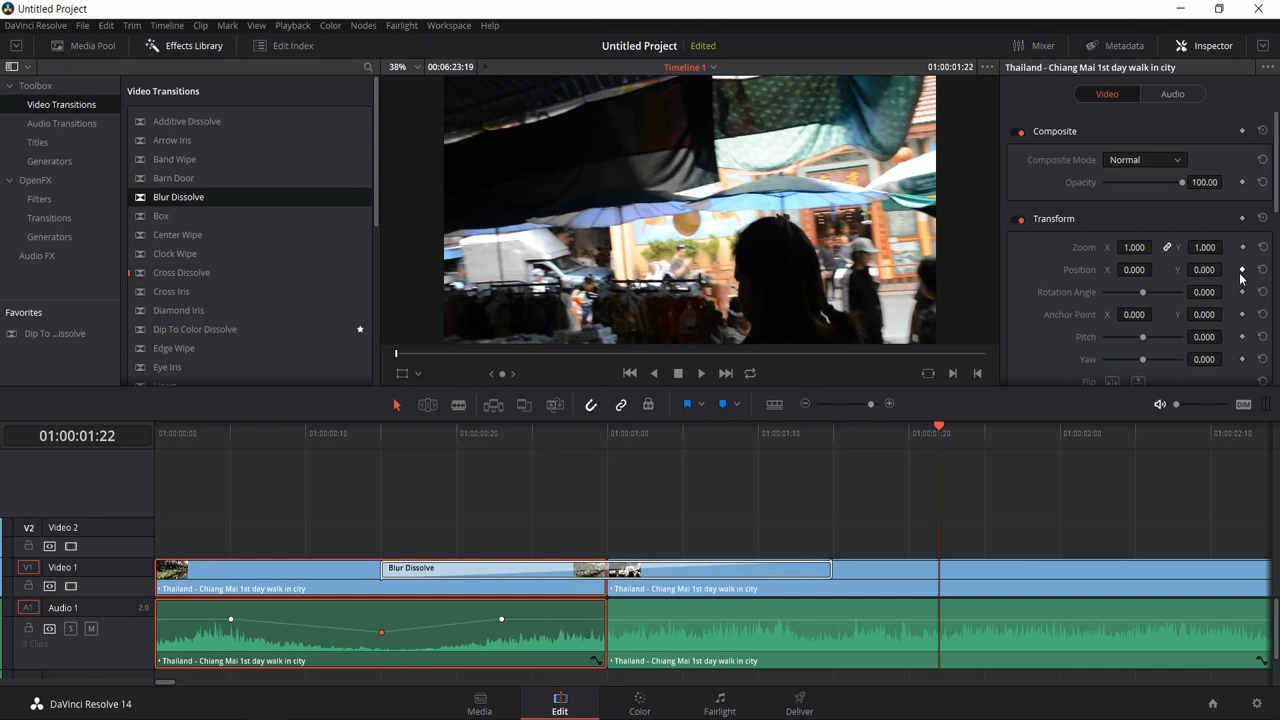 Untitled Project
DaVinci Resolve File Edit Trim Timeline Clip Mark View Playback Color Nodes Fairlight Workspace Help
Media Pool Effects Library Edit Index Untitled Project Edited Mixer Metadata Inspector
38% 00:06:23:19 Timeline 1 01:00:01:22 Thailand - Chiang Mai 1st day walk in city
Toolbox
Video Transitions
Audio Transitions
Titles
Generators
OpenFX
Filters
Transitions
Generators
Audio FX
Favorites
Dip To ...issolve
Video Transitions
Additive Dissolve
Arrow Iris
Band Wipe
Barn Door
Blur Dissolve
Box
Center Wipe
Clock Wipe
Cross Dissolve
Cross Iris
Diamond Iris
Dip To Color Dissolve
Edge Wipe
Eye Iris
Video Audio
Composite
Composite Mode Normal
Opacity 100.00
Transform
Zoom X 1.000 Y 1.000
Position X 0.000 Y 0.000
Rotation Angle 0.000
Anchor Point X 0.000 Y 0.000
Pitch 0.000
Yaw 0.000
Flip
DIM
01:00:01:22 01:00:00:00 01:00:00:10 01:00:00:20 01:00:01:00 01:00:01:10 01:00:01:20 01:00:02:00 01:00:02:10
V2 Video 2
V1 Video 1 Blur Dissolve
Thailand - Chiang Mai 1st day walk in city Thailand - Chiang Mai 1st day walk in city
A1 Audio 1 2.0
S M
3 Clips
Thailand - Chiang Mai 1st day walk in city Thailand - Chiang Mai 1st day walk in city
DaVinci Resolve 14 Media Edit Color Fairlight Deliver